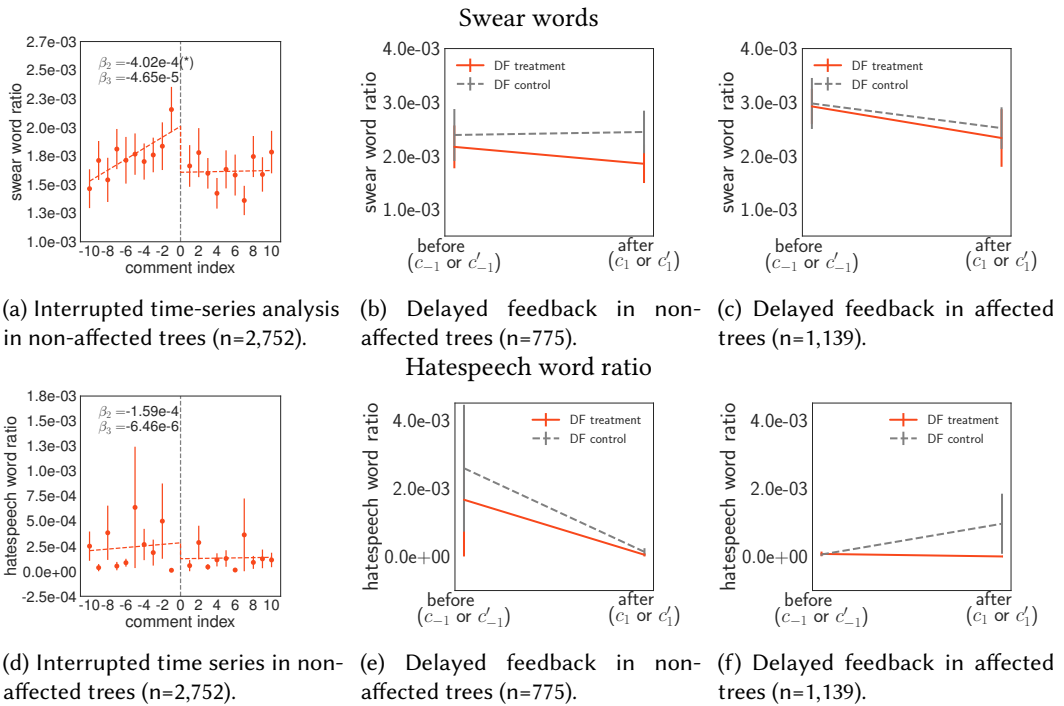 Swear words
2.7e-03
2.5e-03
2.3e-03
2.0e-03
1.8e-03
1.5e-03
1.3e-03
1.0e-03
swear word ratio
β₂ =-4.02e-4(*)
β₃ =-4.65e-5
-10 -8 -6 -4 -2 0 2 4 6 8 10
comment index
4.0e-03
3.0e-03
2.0e-03
1.0e-03
swear word ratio
DF treatment
DF control
before
(c₋₁ or c′₋₁)
after
(c₁ or c′₁)
4.0e-03
3.0e-03
2.0e-03
1.0e-03
swear word ratio
DF treatment
DF control
before
(c₋₁ or c′₋₁)
after
(c₁ or c′₁)
(a) Interrupted time-series analysis
in non-affected trees (n=2,752).
(b) Delayed feedback in non-
affected trees (n=775).
(c) Delayed feedback in affected
trees (n=1,139).
Hatespeech word ratio
1.8e-03
1.5e-03
1.3e-03
1.0e-03
7.5e-04
5.0e-04
2.5e-04
0.0e+00
-2.5e-04
hatespeech word ratio
β₂ =-1.59e-4
β₃ =-6.46e-6
-10 -8 -6 -4 -2 0 2 4 6 8 10
comment index
4.0e-03
2.0e-03
0.0e+00
hatespeech word ratio
DF treatment
DF control
before
(c₋₁ or c′₋₁)
after
(c₁ or c′₁)
4.0e-03
2.0e-03
0.0e+00
hatespeech word ratio
DF treatment
DF control
before
(c₋₁ or c′₋₁)
after
(c₁ or c′₁)
(d) Interrupted time series in non-
affected trees (n=2,752).
(e) Delayed feedback in non-
affected trees (n=775).
(f) Delayed feedback in affected
trees (n=1,139).